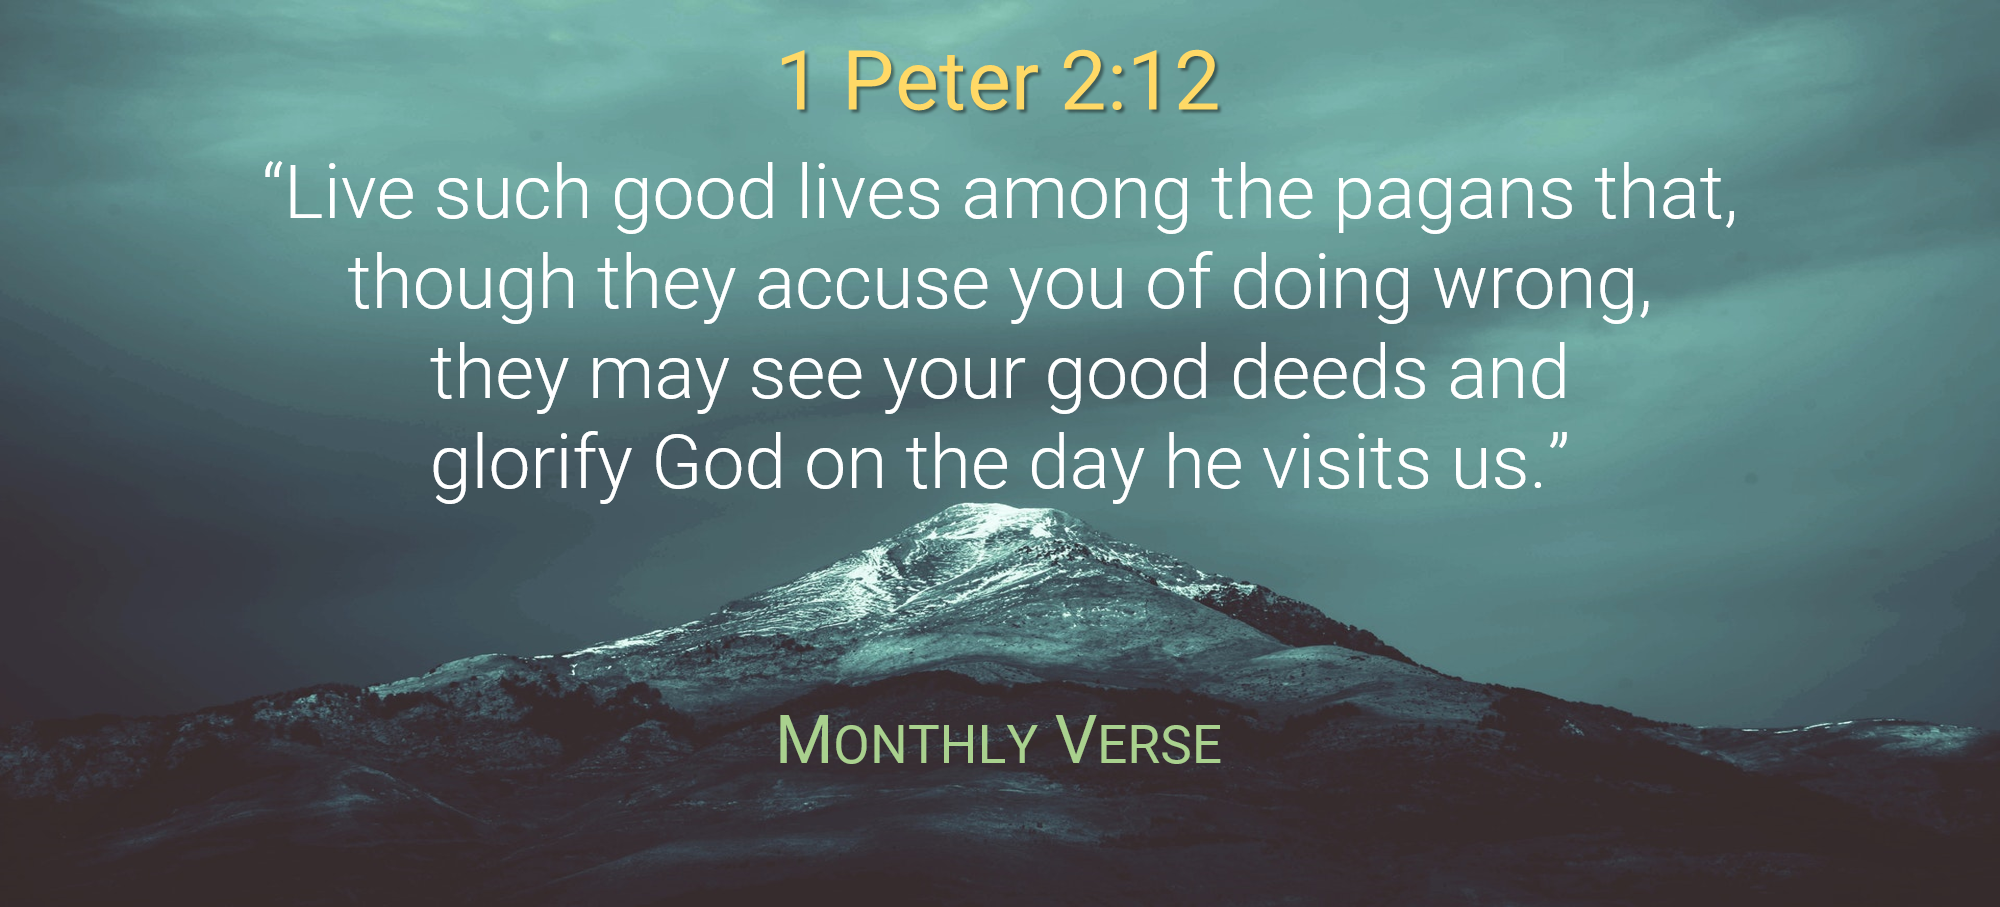 1 Peter 2:12
“Live such good lives among the pagans that,
though they accuse you of doing wrong,
they may see your good deeds and
glorify God on the day he visits us.”
Monthly Verse